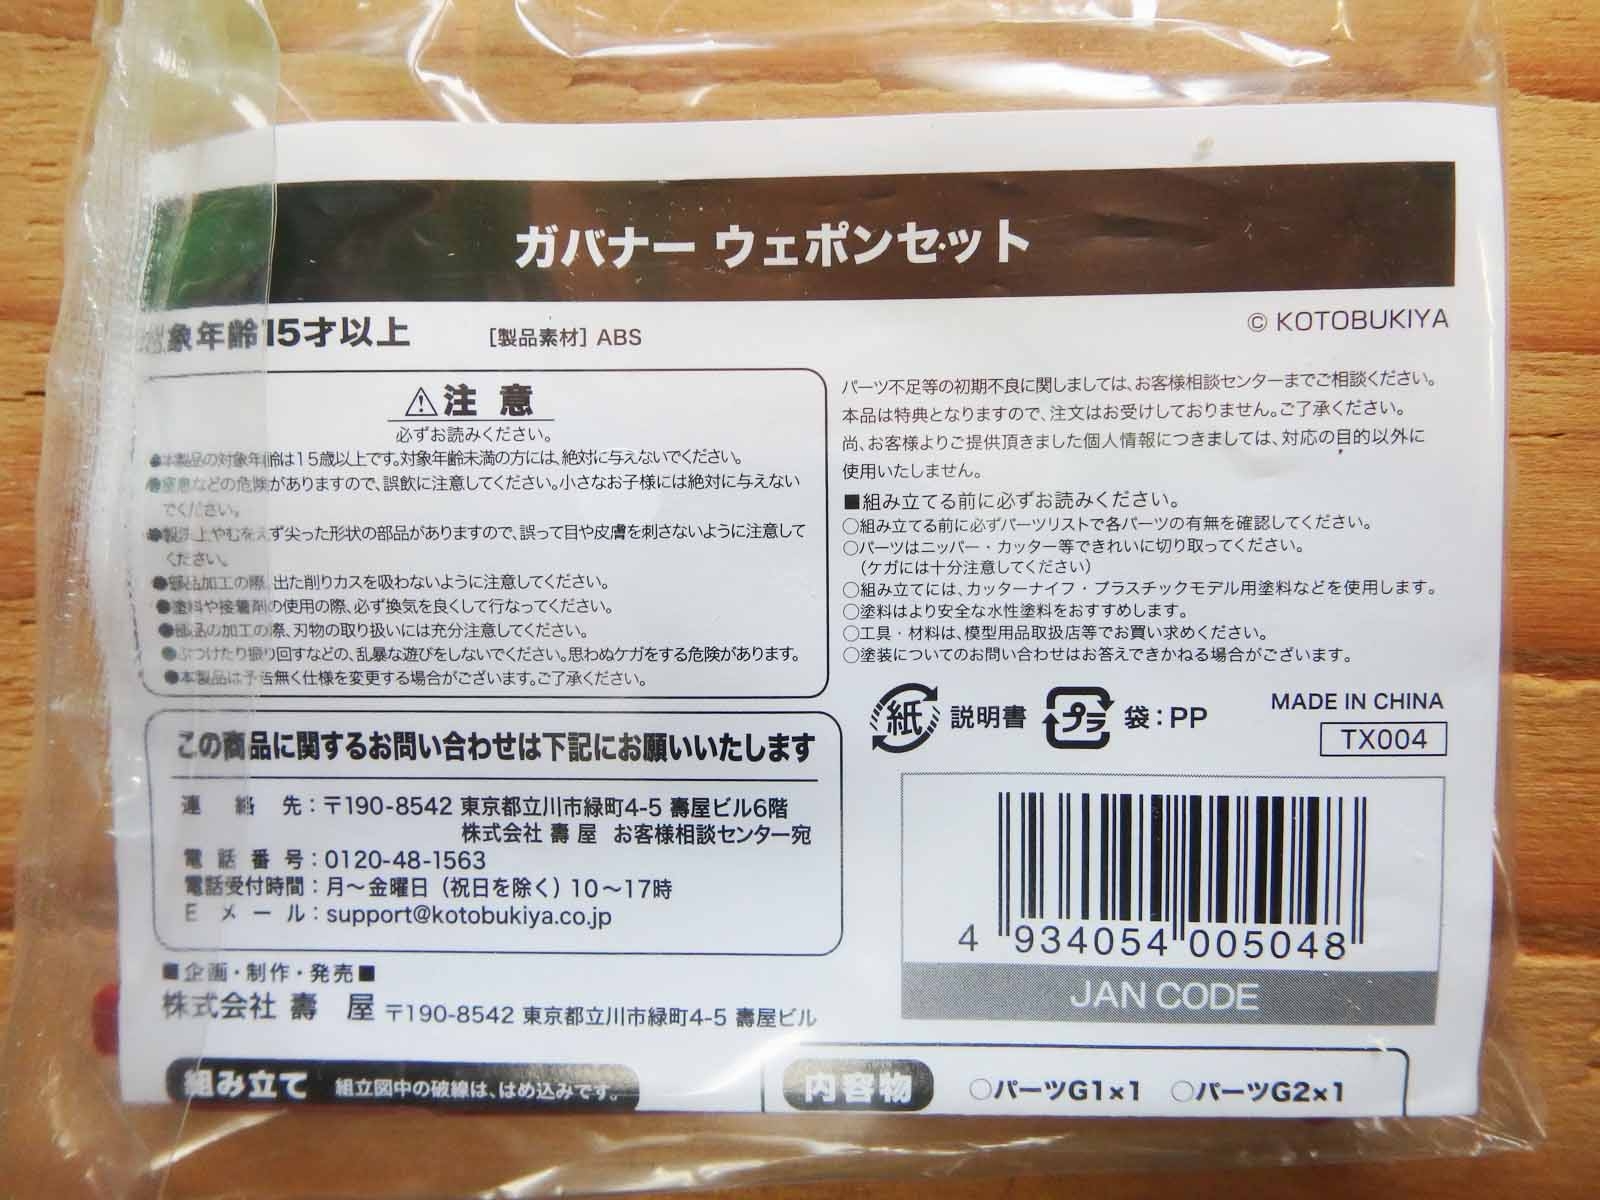 ガバナー ウェポンセット
対象年齢15才以上
［製品素材］ABS
© KOTOBUKIYA
注 意
必ずお読みください。
●本製品の対象年齢は15歳以上です。対象年齢未満の方には、絶対に与えないでください。
●窒息などの危険がありますので、誤飲に注意してください。小さなお子様には絶対に与えない
でください。
●製法上やむをえず尖った形状の部品がありますので、誤って目や皮膚を刺さないように注意して
ください。
●部品加工の際、出た削りカスを吸わないように注意してください。
●塗料や接着剤の使用の際、必ず換気を良くして行なってください。
●部品の加工の際、刃物の取り扱いには充分注意してください。
●ぶつけたり振り回すなどの、乱暴な遊びをしないでください。思わぬケガをする危険があります。
●本製品は予告無く仕様を変更する場合がございます。ご了承ください。
この商品に関するお問い合わせは下記にお願いいたします
連絡先：〒190-8542 東京都立川市緑町4-5 壽屋ビル6階
株式会社 壽 屋 お客様相談センター宛
電話番号：0120-48-1563
電話受付時間：月〜金曜日（祝日を除く）10〜17時
Eメール：support@kotobukiya.co.jp
■企画・制作・発売■
株式会社 壽 屋 〒190-8542 東京都立川市緑町4-5 壽屋ビル
組み立て 組立図中の破線は、はめ込みです。
パーツ不足等の初期不良に関しましては、お客様相談センターまでご相談ください。
本品は特典となりますので、注文はお受けしておりません。ご了承ください。
尚、お客様よりご提供頂きました個人情報につきましては、対応の目的以外に
使用いたしません。
■組み立てる前に必ずお読みください。
○組み立てる前に必ずパーツリストで各パーツの有無を確認してください。
○パーツはニッパー・カッター等できれいに切り取ってください。
（ケガには十分注意してください）
○組み立てには、カッターナイフ・プラスチックモデル用塗料などを使用します。
○塗料はより安全な水性塗料をおすすめします。
○工具・材料は、模型用品取扱店等でお買い求めください。
○塗装についてのお問い合わせはお答えできかねる場合がございます。
紙 説明書 プラ 袋：PP
MADE IN CHINA
TX004
4 934054 005048
JAN CODE
内容物 ○パーツG1×1 ○パーツG2×1